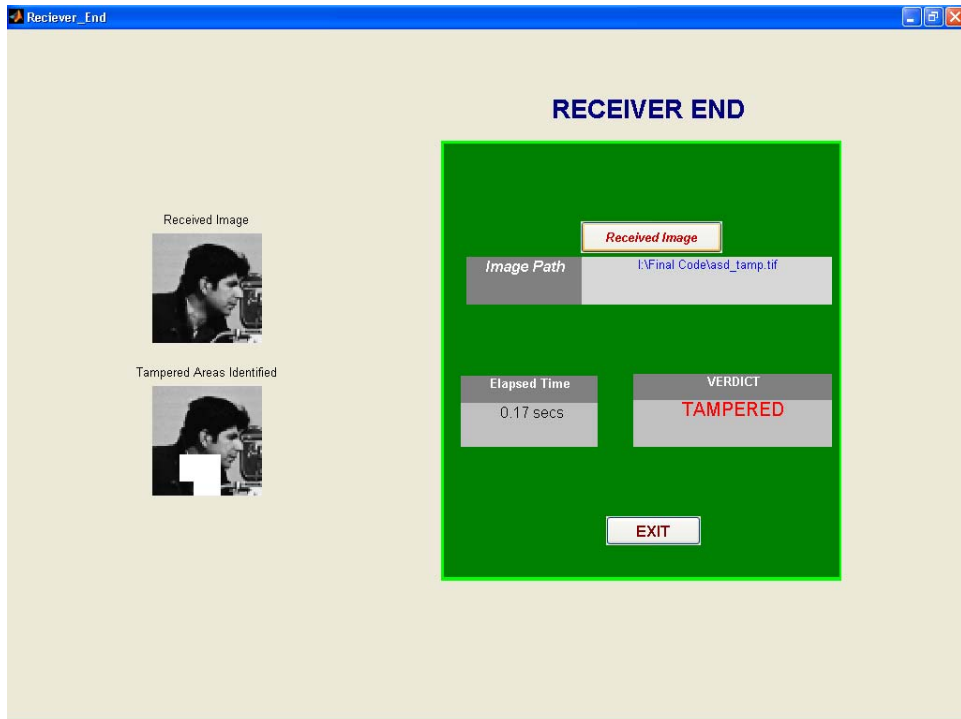 Reciever_End
RECEIVER END
Received Image
Tampered Areas Identified
Received Image
Image Path
I:\Final Code\asd_tamp.tif
Elapsed Time
0.17 secs
VERDICT
TAMPERED
EXIT